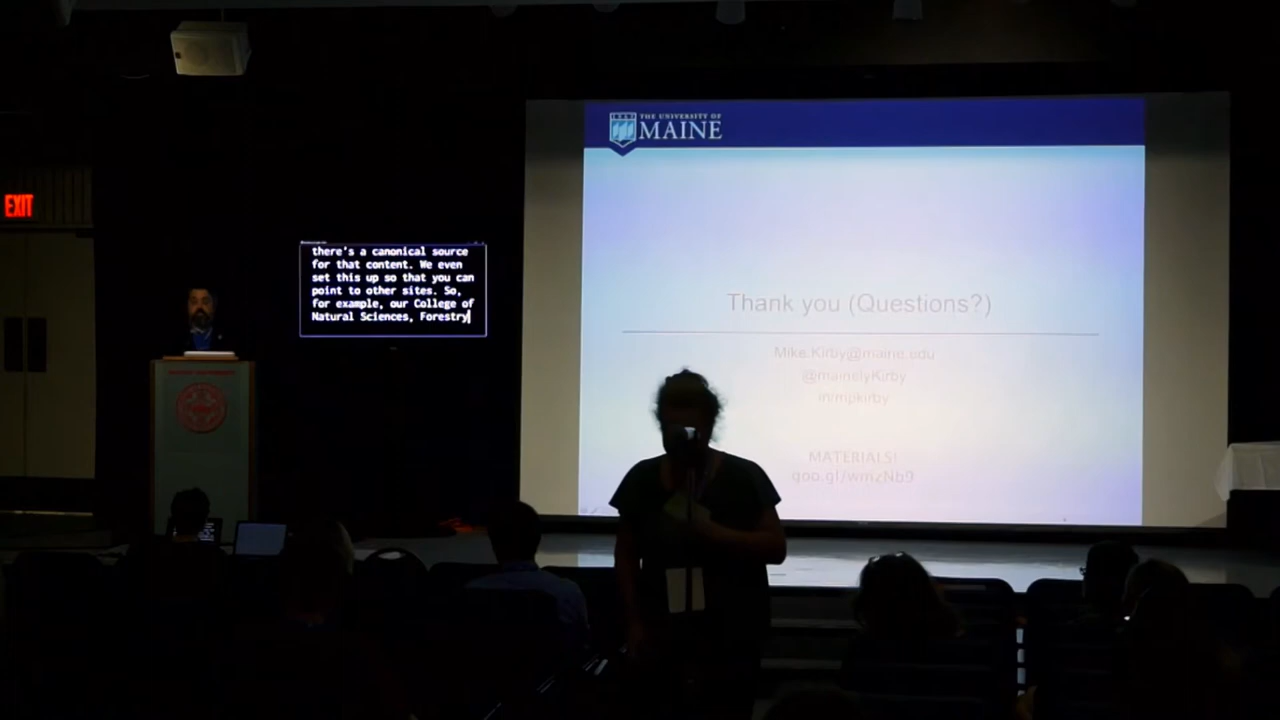 EXIT
there's a canonical source
for that content. We even
set this up so that you can
point to other sites. So,
for example, our College of
Natural Sciences, Forestry
THE UNIVERSITY OF
MAINE
Thank you (Questions?)
Mike.Kirby@maine.edu
@mainelyKirby
in/mpkirby
MATERIALS!
goo.gl/wmzNb9